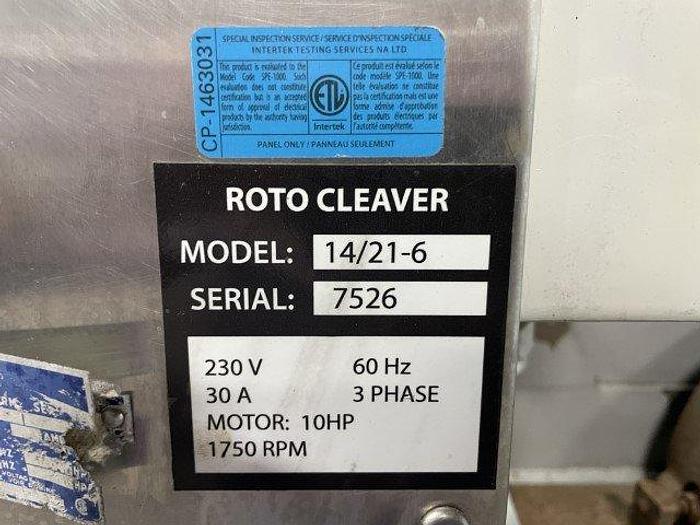 SPECIAL INSPECTION SERVICE / SERVICE D'INSPECTION SPÉCIALE
INTERTEK TESTING SERVICES NA LTD
CP-1463031
This product is evaluated to the
Model Code SPE-1000. Such
evaluation does not constitute
certification but is an accepted
form of approval of electrical
products by the authority having
jurisdiction.
ETL
Intertek
Ce produit est évalué selon le
code modèle SPE-1000. Une
telle évaluation ne constitue
pas la certification mais est une
forme admise d'approbation
des produits électriques par
l'autorité compétente.
PANEL ONLY / PANNEAU SEULEMENT
ROTO CLEAVER
MODEL: 14/21-6
SERIAL: 7526
230 V 60 Hz
30 A 3 PHASE
MOTOR: 10HP
1750 RPM